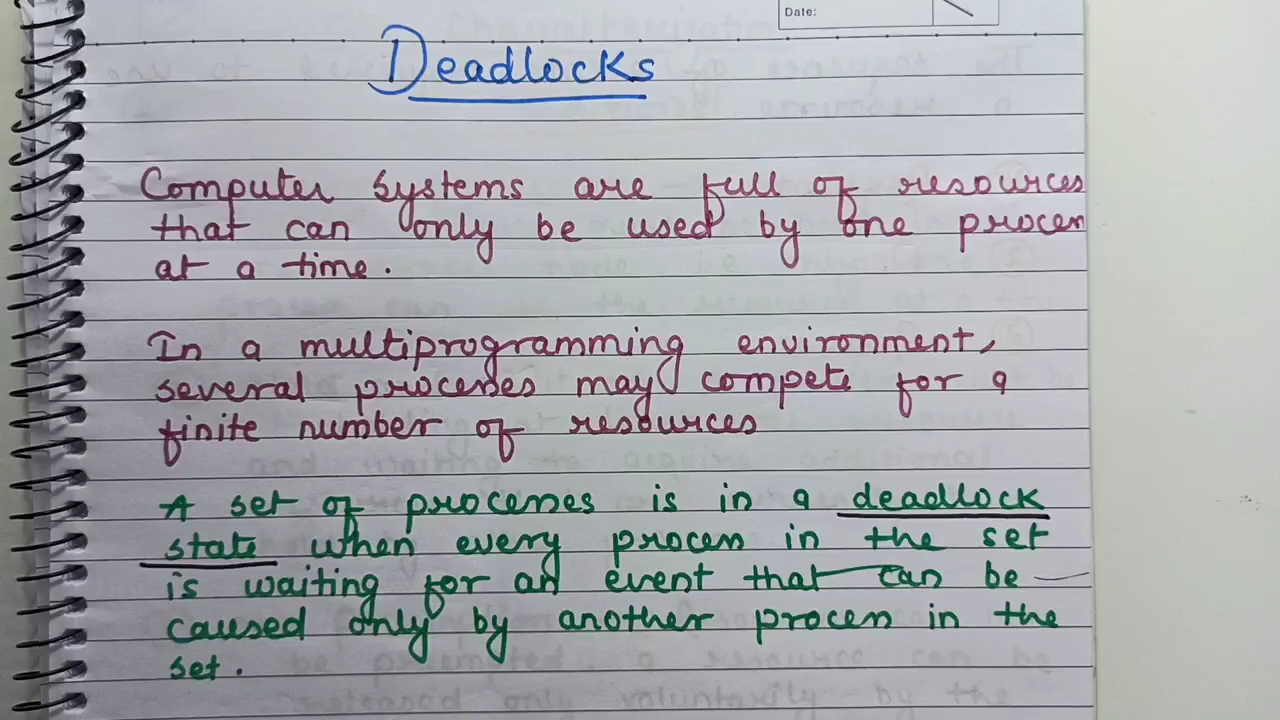 Date:
Deadlocks
Computer systems are full of resources
that can only be used by one process
at a time.
In a multiprogramming environment,
several processes may compete for a
finite number of resources
A set of processes is in a deadlock
state when every process in the set
is waiting for an event that can be
caused only by another process in the
set.